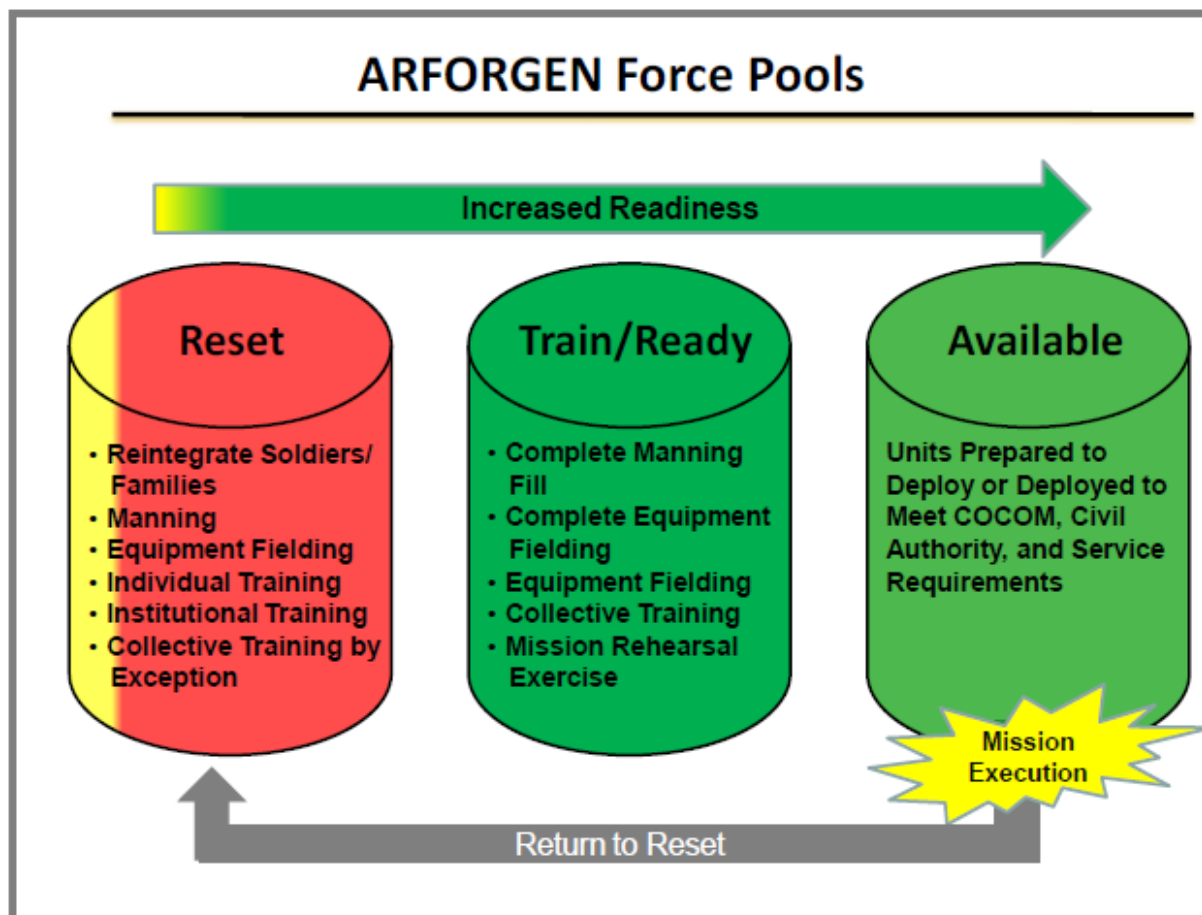 ARFORGEN Force Pools
Increased Readiness
Reset
• Reintegrate Soldiers/
Families
• Manning
• Equipment Fielding
• Individual Training
• Institutional Training
• Collective Training by
Exception
Train/Ready
• Complete Manning
Fill
• Complete Equipment
Fielding
• Equipment Fielding
• Collective Training
• Mission Rehearsal
Exercise
Available
Units Prepared to
Deploy or Deployed to
Meet COCOM, Civil
Authority, and Service
Requirements
Mission
Execution
Return to Reset